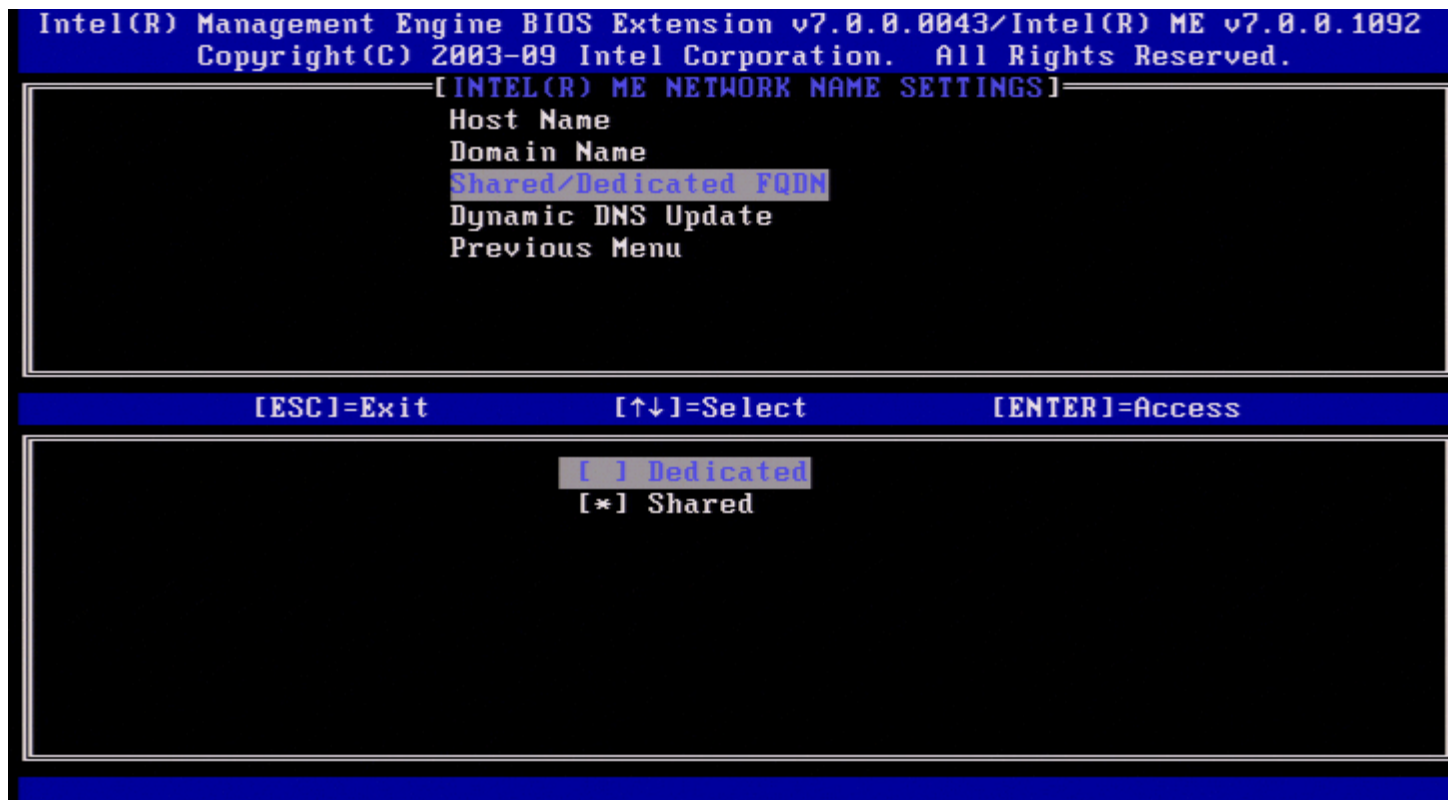 Intel(R) Management Engine BIOS Extension v7.0.0.0043/Intel(R) ME v7.0.0.1092
Copyright(C) 2003-09 Intel Corporation. All Rights Reserved.
[INTEL(R) ME NETWORK NAME SETTINGS]
Host Name
Domain Name
Shared/Dedicated FQDN
Dynamic DNS Update
Previous Menu
[ESC]=Exit [↑↓]=Select [ENTER]=Access
[ ] Dedicated
[*] Shared